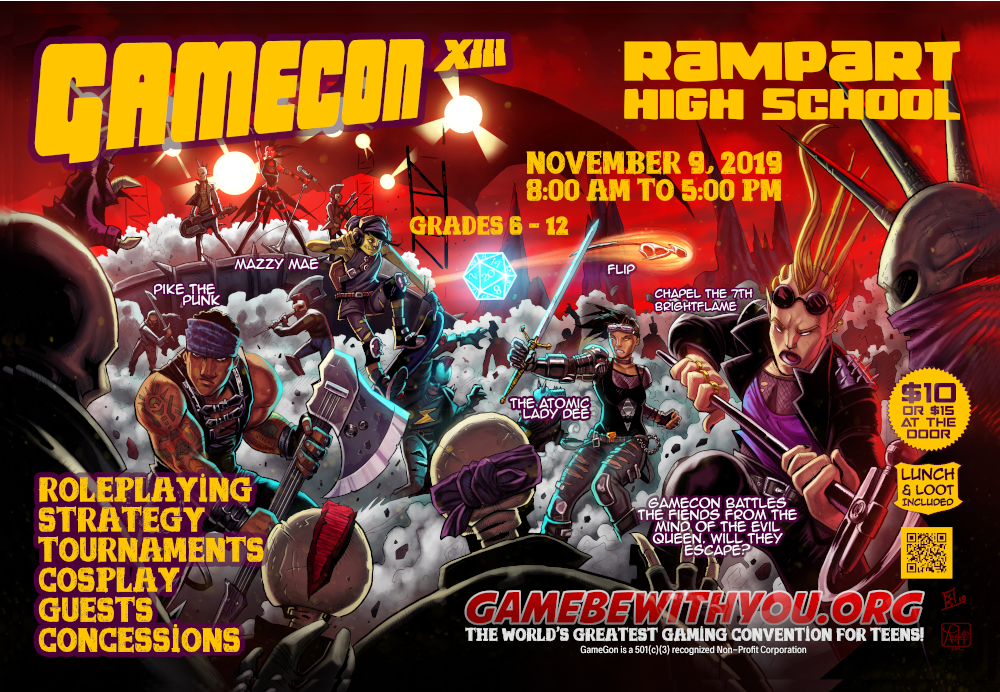 GAMECON XIII
RAMPART
HIGH SCHOOL
NOVEMBER 9, 2019
8:00 AM TO 5:00 PM
GRADES 6 - 12
MAZZY MAE
PIKE THE
PUNK
FLIP
CHAPEL THE 7TH
BRIGHTFLAME
THE ATOMIC
LADY DEE
$10
OR $15
AT THE
DOOR
LUNCH
& LOOT
INCLUDED
ROLEPLAYING
STRATEGY
TOURNAMENTS
COSPLAY
GUESTS
CONCESSIONS
GAMECON BATTLES
THE FIENDS FROM THE
MIND OF THE EVIL
QUEEN. WILL THEY
ESCAPE?
GAMEBEWITHYOU.ORG
THE WORLD'S GREATEST GAMING CONVENTION FOR TEENS!
GameGon is a 501(c)(3) recognized Non-Profit Corporation